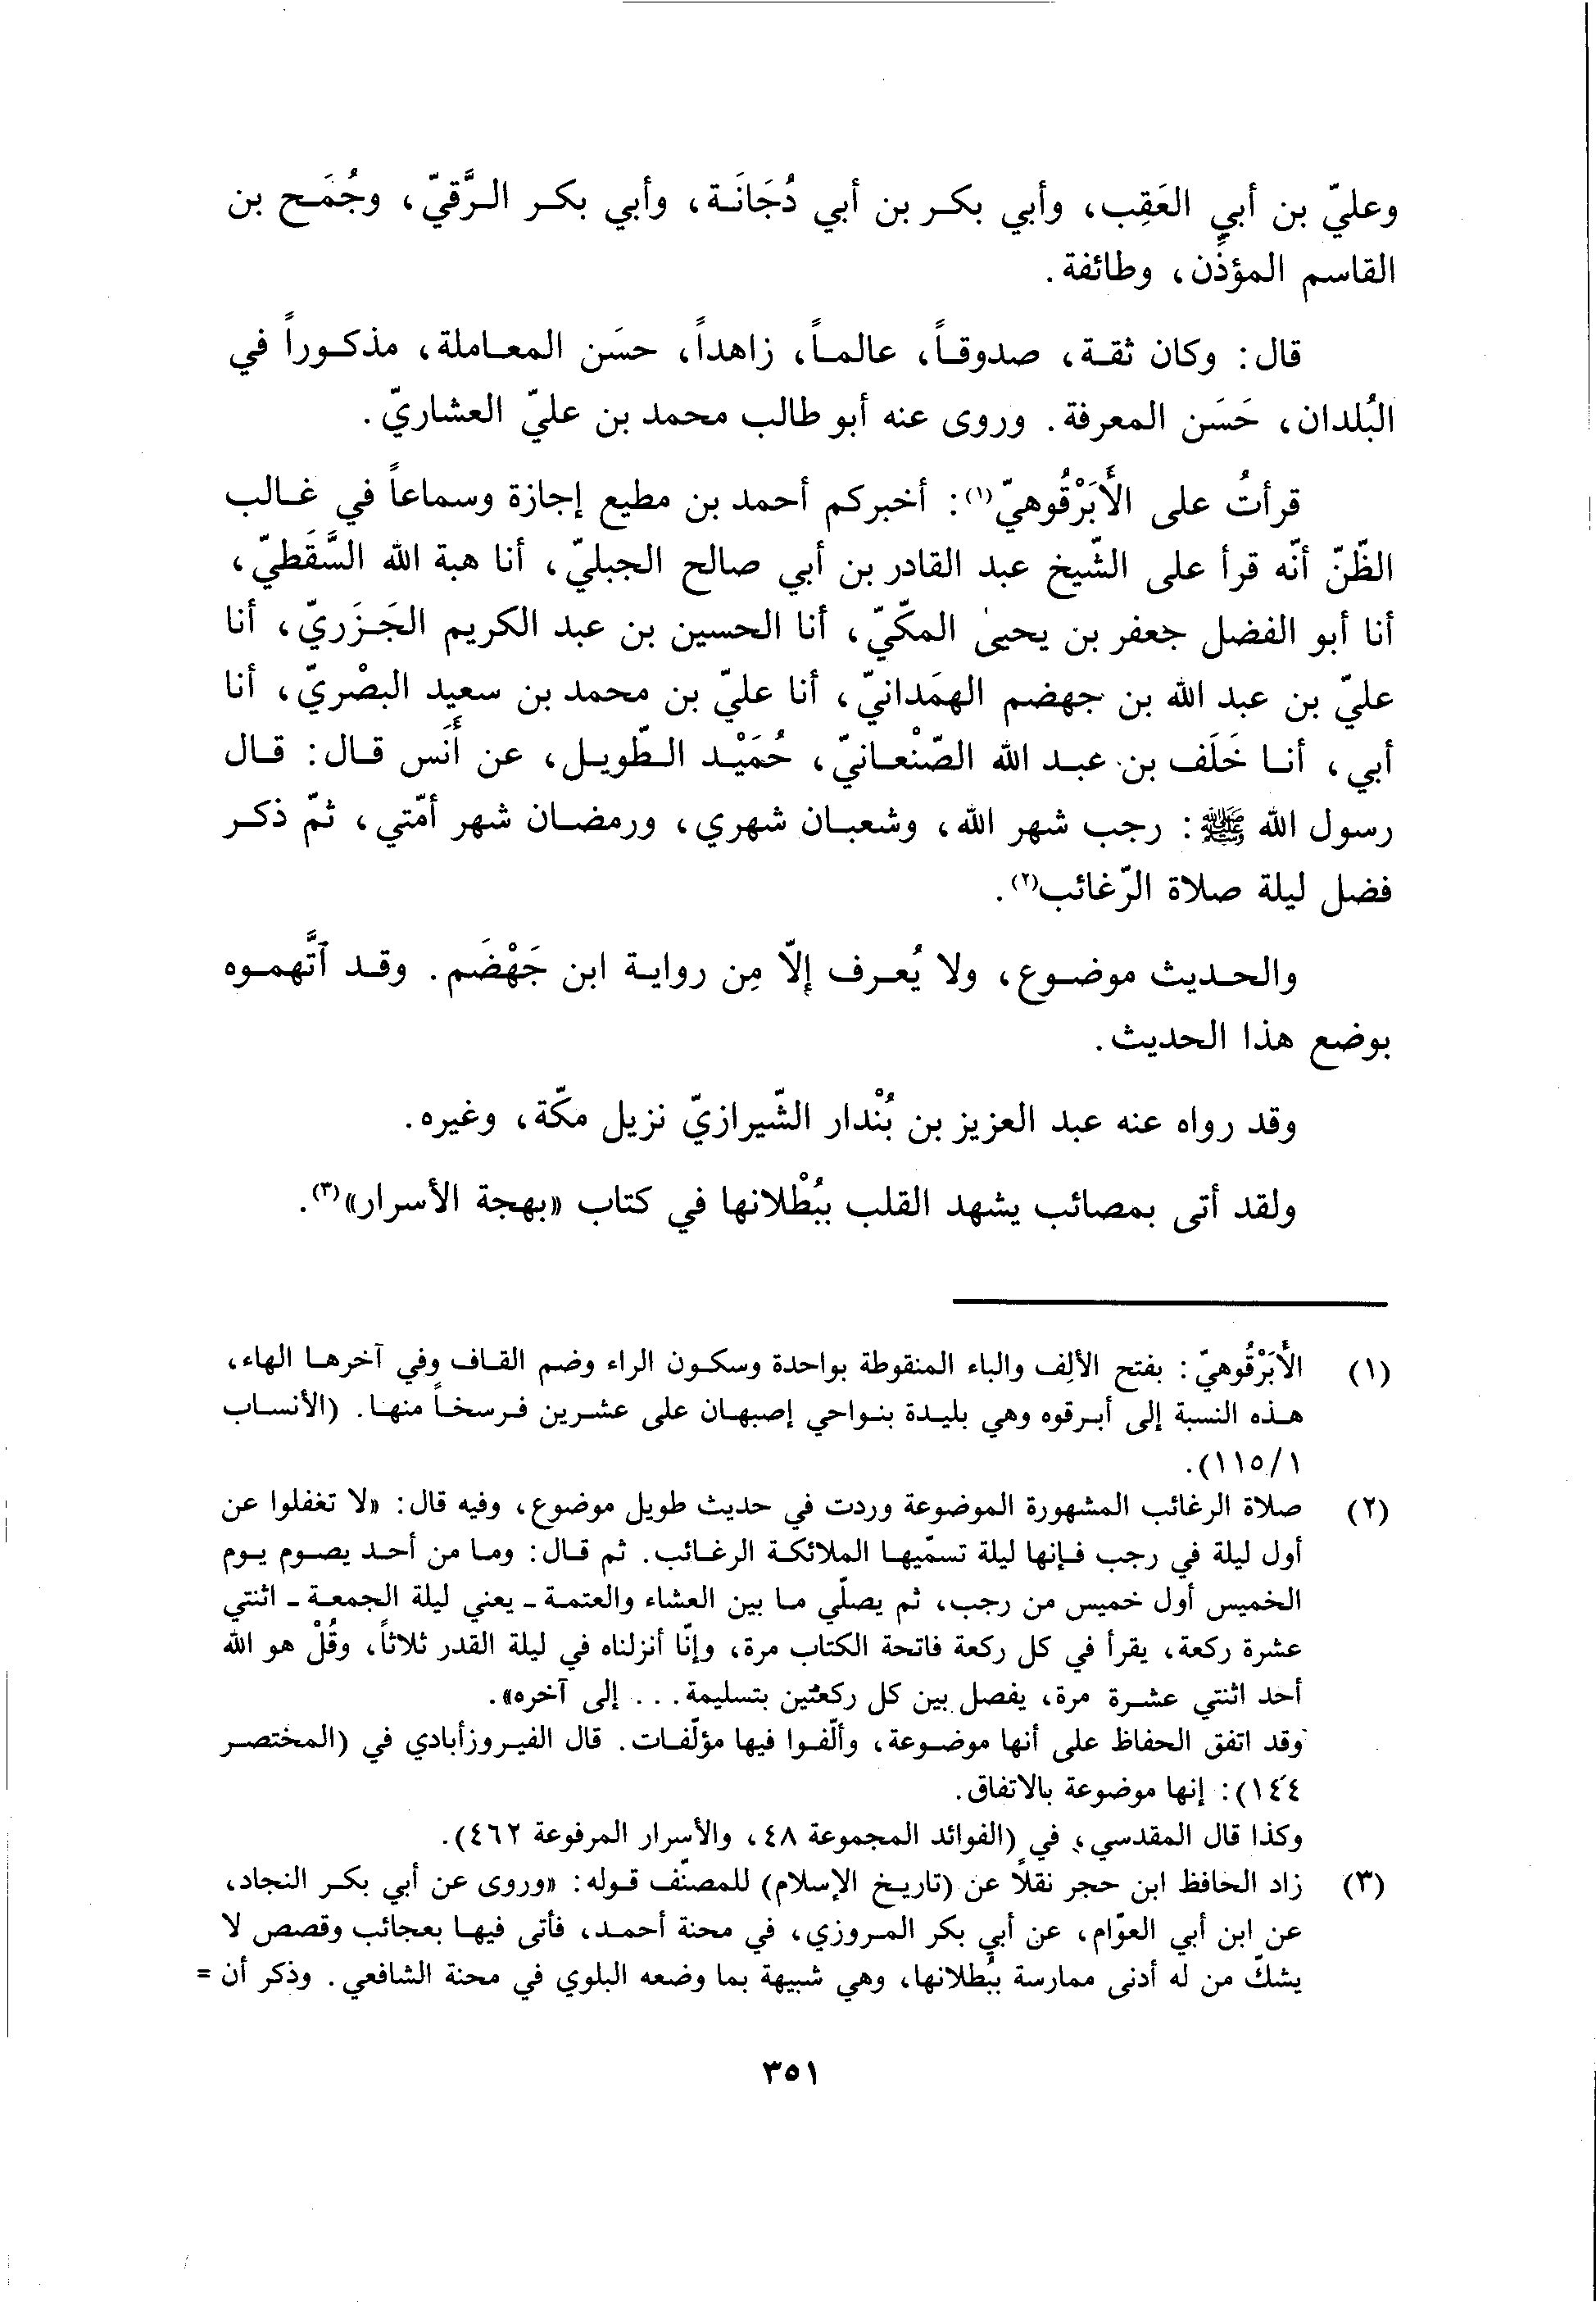 وعليّ بن أبي العَقِب، وأبي بكر بن أبي دُجَانَة، وأبي بكر الرَّقيّ، وجُمَح بن
القاسم المؤذِّن، وطائفة.
قال: وكان ثقة، صدوقاً، عالماً، زاهداً، حسَن المعاملة، مذكوراً في
البُلدان، حَسَن المعرفة. وروى عنه أبو طالب محمد بن عليّ العشاريّ.
قرأتُ على الأَبَرْقُوهيّ(١): أخبركم أحمد بن مطيع إجازة وسماعاً في غالب
الظّنّ أنّه قرأ على الشّيخ عبد القادر بن أبي صالح الجبليّ، أنا هبة الله السَّقَطيّ،
أنا أبو الفضل جعفر بن يحيىٰ المكّيّ، أنا الحسين بن عبد الكريم الجَزَريّ، أنا
عليّ بن عبد الله بن جهضم الهمَدانيّ، أنا عليّ بن محمد بن سعيد البصْريّ، أنا
أبي، أنا خَلَف بن عبد الله الصّنْعانيّ، حُمَيْد الطّويل، عن أَنَس قال: قال
رسول الله ﷺ: رجب شهر الله، وشعبان شهري، ورمضان شهر أمّتي، ثمّ ذكر
فضل ليلة صلاة الرّغائب(٢).
والحديث موضوع، ولا يُعرف إلاّ مِن رواية ابن جَهْضَم. وقد ٱتَّهموه
بوضع هذا الحديث.
وقد رواه عنه عبد العزيز بن بُنْدار الشّيرازيّ نزيل مكّة، وغيره.
ولقد أتى بمصائب يشهد القلب ببُطْلانها في كتاب «بهجة الأسرار»(٣).
(١) الأَبَرْقُوهيّ: بفتح الألِف والباء المنقوطة بواحدة وسكون الراء وضم القاف وفي آخرها الهاء،
هذه النسبة إلى أبرقوه وهي بليدة بنواحي إصبهان على عشرين فرسخاً منها. (الأنساب
١/١١٥).
(٢) صلاة الرغائب المشهورة الموضوعة وردت في حديث طويل موضوع، وفيه قال: «لا تغفلوا عن
أول ليلة في رجب فإنها ليلة تسمّيها الملائكة الرغائب. ثم قال: وما من أحد يصوم يوم
الخميس أول خميس من رجب، ثم يصلّي ما بين العشاء والعتمة - يعني ليلة الجمعة - اثنتي
عشرة ركعة، يقرأ في كل ركعة فاتحة الكتاب مرة، وإنّا أنزلناه في ليلة القدر ثلاثاً، وقُلْ هو الله
أحد اثنتي عشرة مرة، يفصل بين كل ركعتين بتسليمة... إلى آخره».
وقد اتفق الحفاظ على أنها موضوعة، وألّفوا فيها مؤلّفات. قال الفيروزأبادي في (المختصر
١٤٤): إنها موضوعة بالاتفاق.
وكذا قال المقدسي، في (الفوائد المجموعة ٤٨، والأسرار المرفوعة ٤٦٢).
(٣) زاد الحافظ ابن حجر نقلاً عن (تاريخ الإسلام) للمصنّف قوله: «وروى عن أبي بكر النجاد،
عن ابن أبي العوّام، عن أبي بكر المروزي، في محنة أحمد، فأتى فيها بعجائب وقصص لا
يشكّ من له أدنى ممارسة ببُطلانها، وهي شبيهة بما وضعه البلوي في محنة الشافعي. وذكر أن =
٣٥١